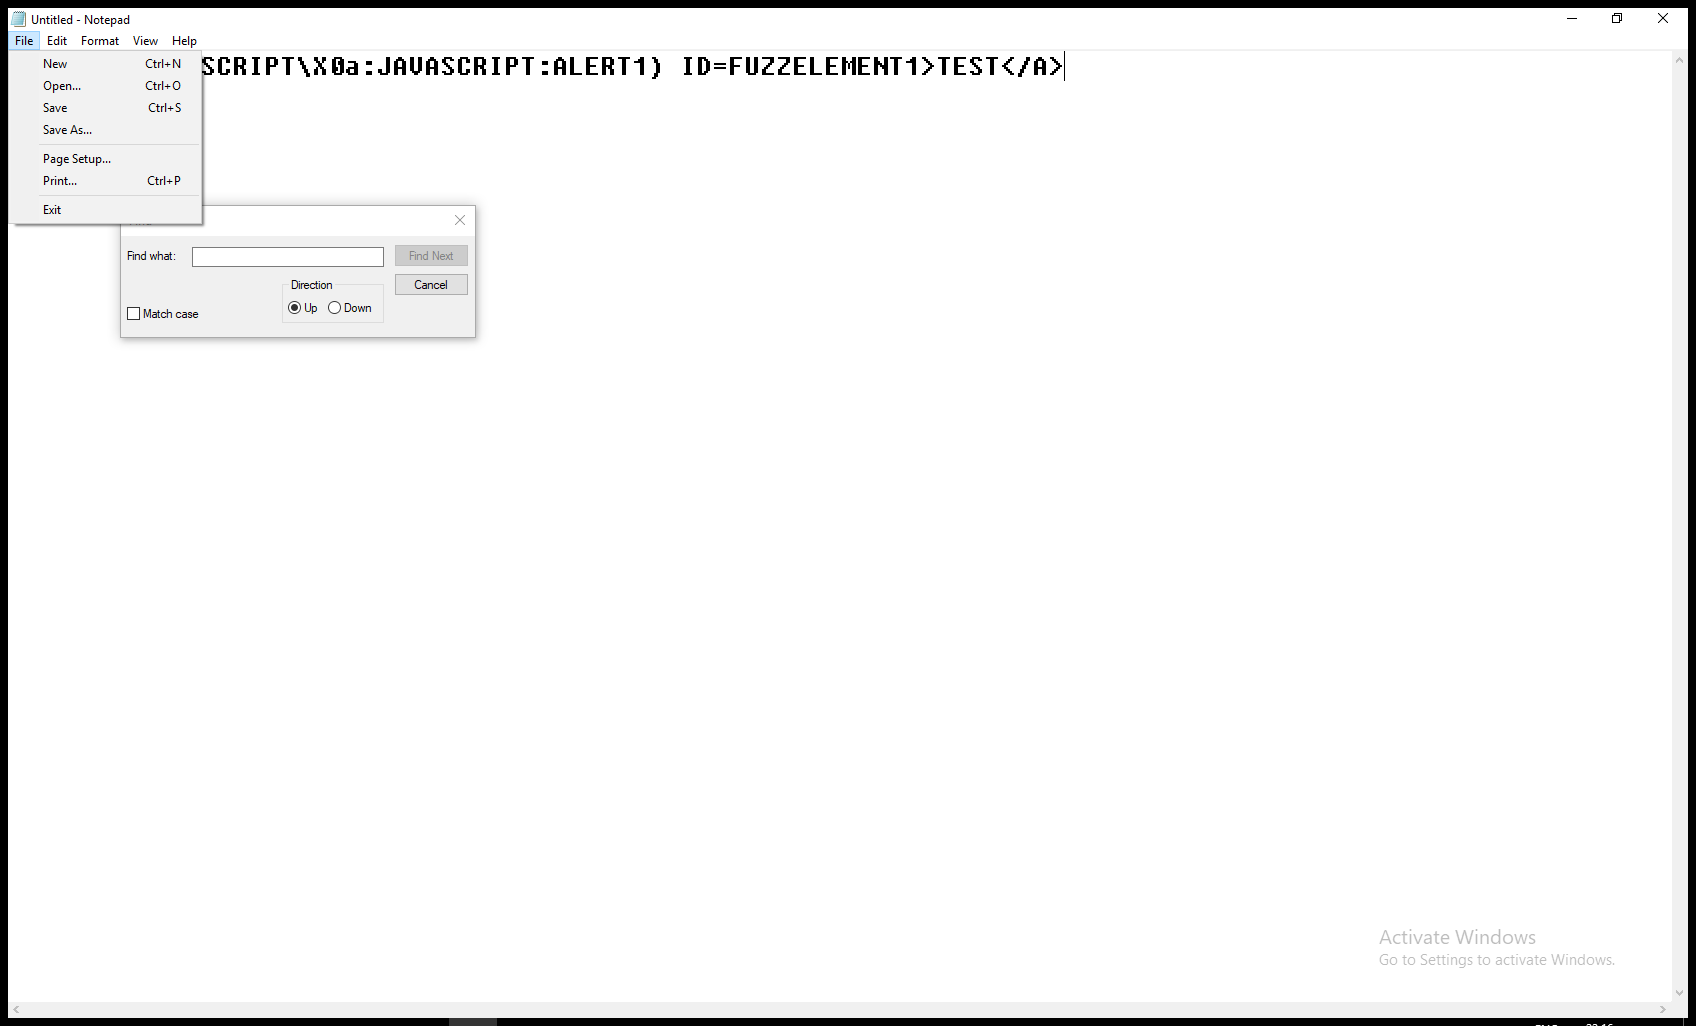 Untitled - Notepad
File Edit Format View Help
New Ctrl+N
Open... Ctrl+O
Save Ctrl+S
Save As...
Page Setup...
Print... Ctrl+P
Exit
SCRIPT\X0a:JAVASCRIPT:ALERT1) ID=FUZZELEMENT1>TEST</A>
Find what:
Find Next
Cancel
Direction
Up Down
Match case
Activate Windows
Go to Settings to activate Windows.